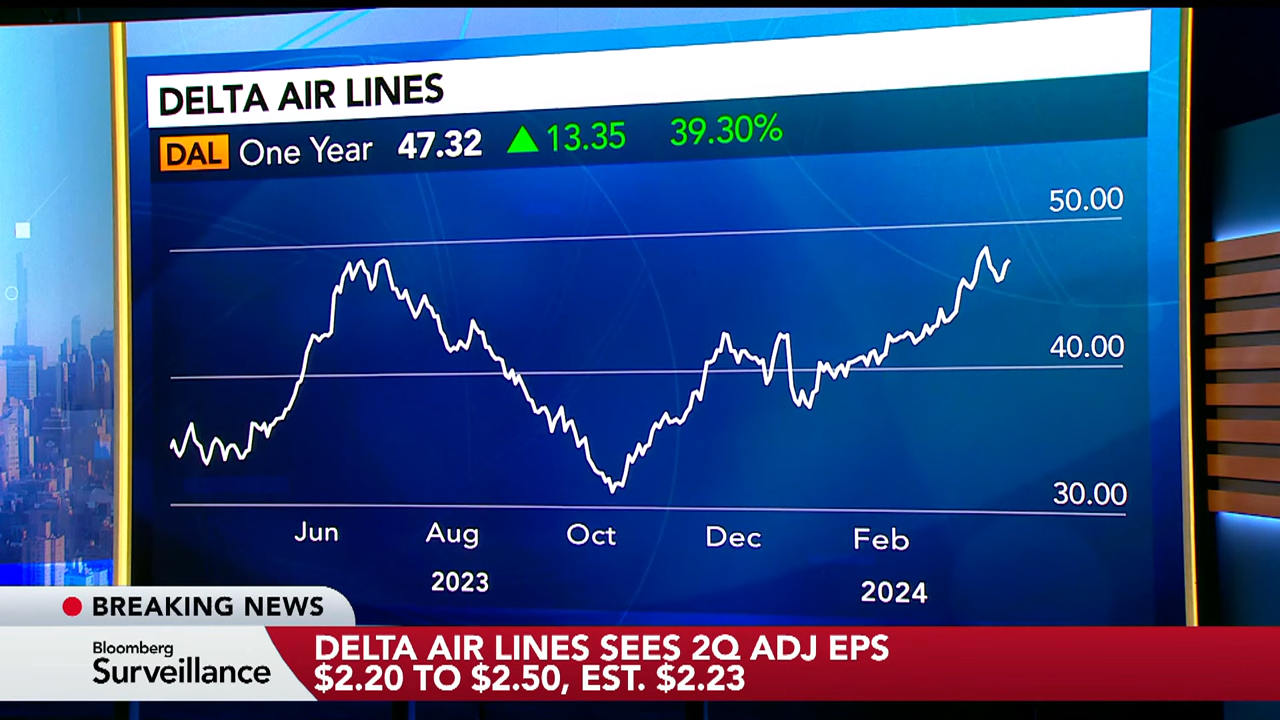 DELTA AIR LINES
DAL One Year 47.32 ▲ 13.35 39.30%
50.00
40.00
30.00
Jun Aug Oct Dec Feb
2023 2024
BREAKING NEWS
Bloomberg
Surveillance
DELTA AIR LINES SEES 2Q ADJ EPS
$2.20 TO $2.50, EST. $2.23